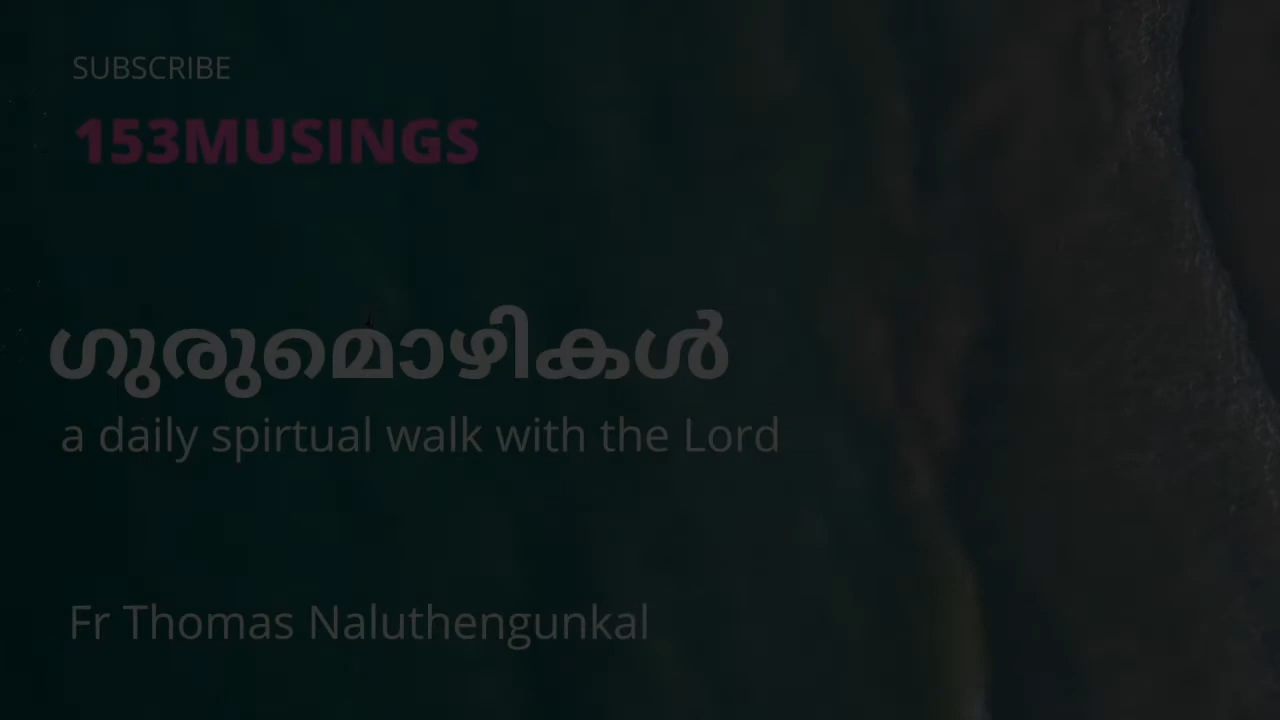 SUBSCRIBE
153MUSINGS
ഗുരുമൊഴികൾ
a daily spirtual walk with the Lord
Fr Thomas Naluthengunkal